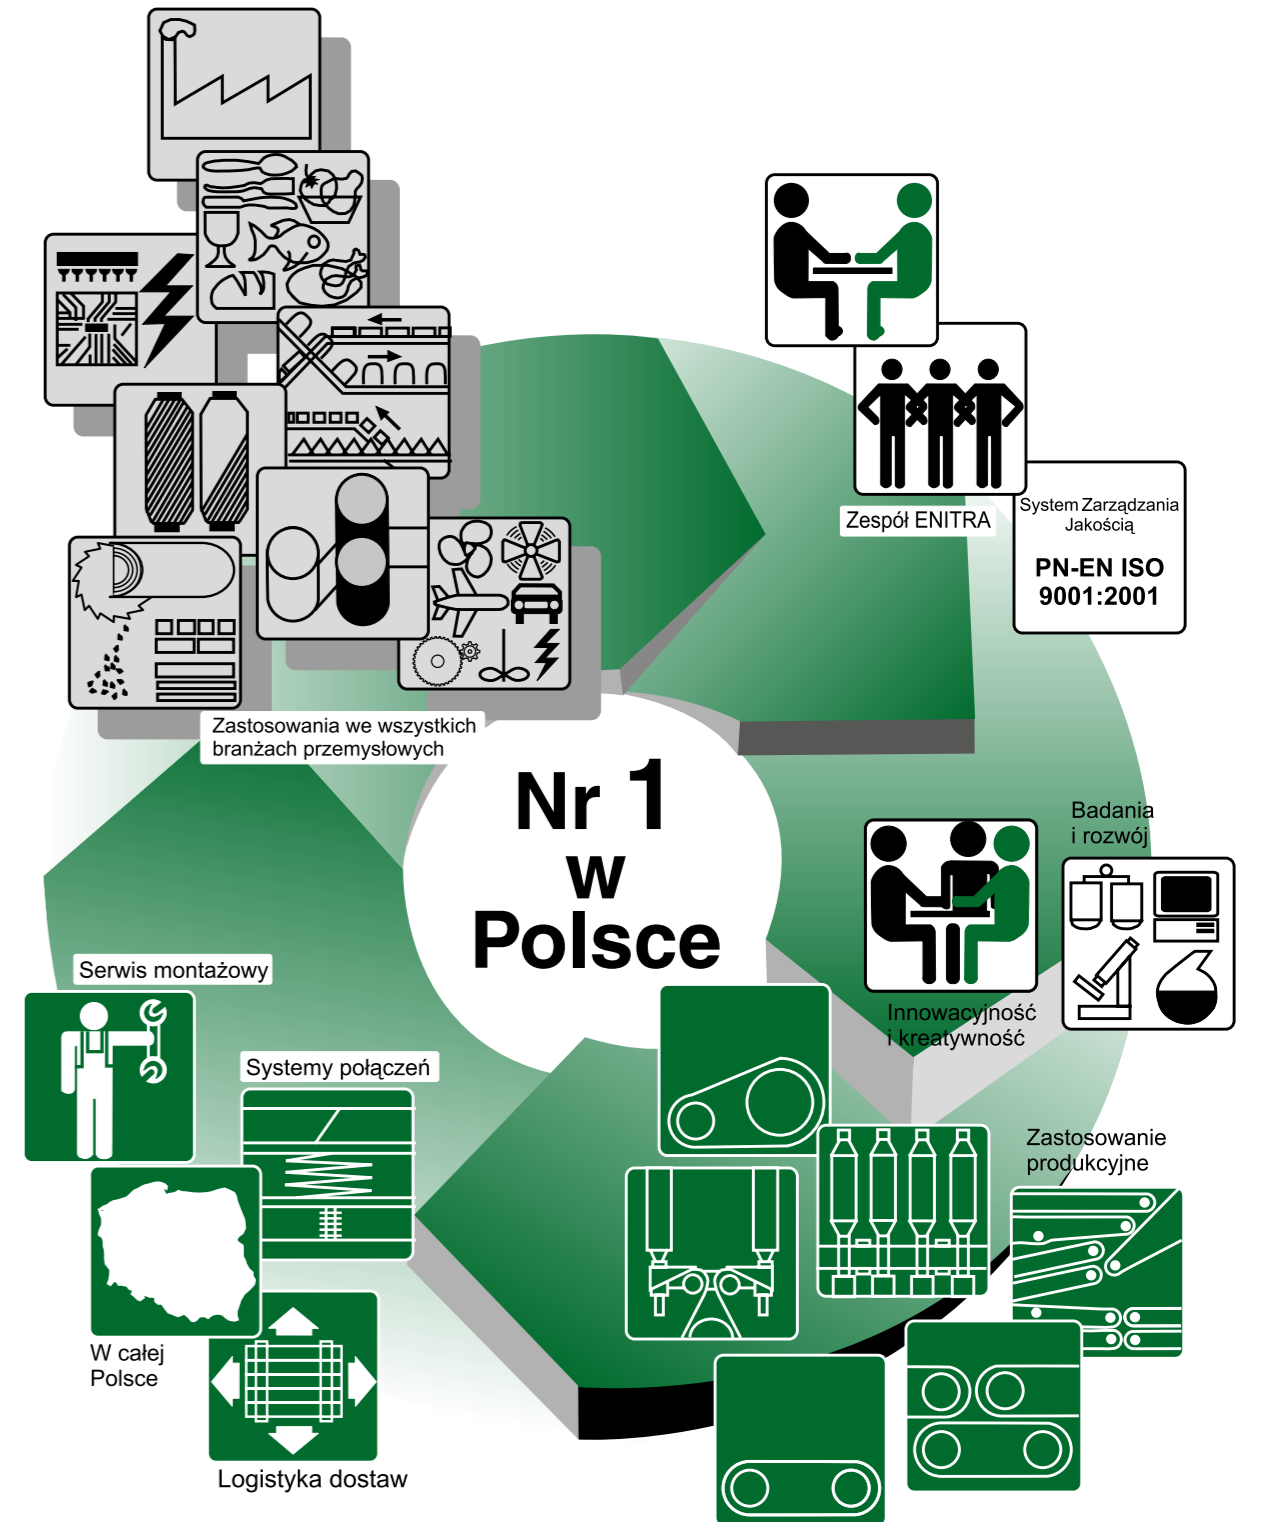 Zespół ENITRA
System Zarządzania
Jakością
PN-EN ISO
9001:2001
Zastosowania we wszystkich
branżach przemysłowych
Nr 1
w
Polsce
Badania
i rozwój
Innowacyjność
i kreatywność
Serwis montażowy
Systemy połączeń
Zastosowanie
produkcyjne
W całej
Polsce
Logistyka dostaw